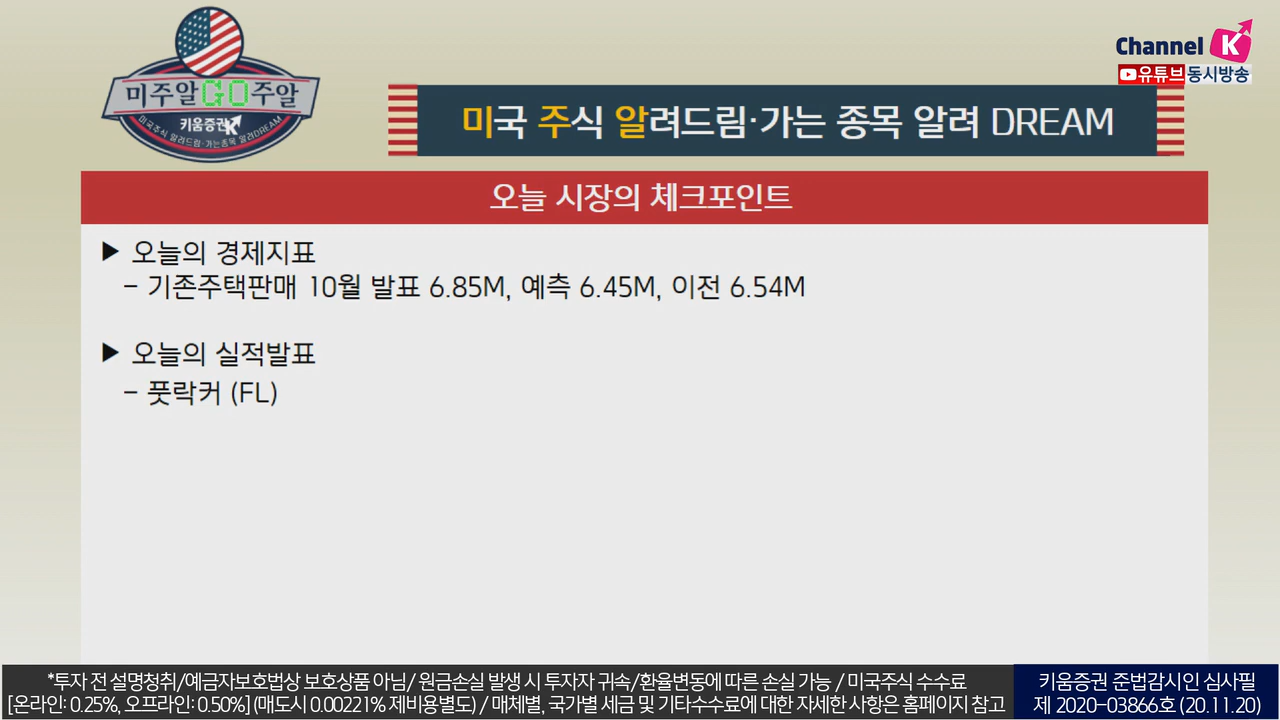 미주알GO주알
키움증권
미국주식 알려드림·가는종목 알려DREAM
Channel K
유튜브 동시방송
미국 주식 알려드림·가는 종목 알려 DREAM
오늘 시장의 체크포인트
▶ 오늘의 경제지표
– 기존주택판매 10월 발표 6.85M, 예측 6.45M, 이전 6.54M
▶ 오늘의 실적발표
– 풋락커 (FL)
*투자 전 설명청취/예금자보호법상 보호상품 아님/ 원금손실 발생 시 투자자 귀속/환율변동에 따른 손실 가능 / 미국주식 수수료
[온라인: 0.25%, 오프라인: 0.50%] (매도시 0.00221% 제비용별도) / 매체별, 국가별 세금 및 기타수수료에 대한 자세한 사항은 홈페이지 참고
키움증권 준법감시인 심사필
제 2020-03866호 (20.11.20)